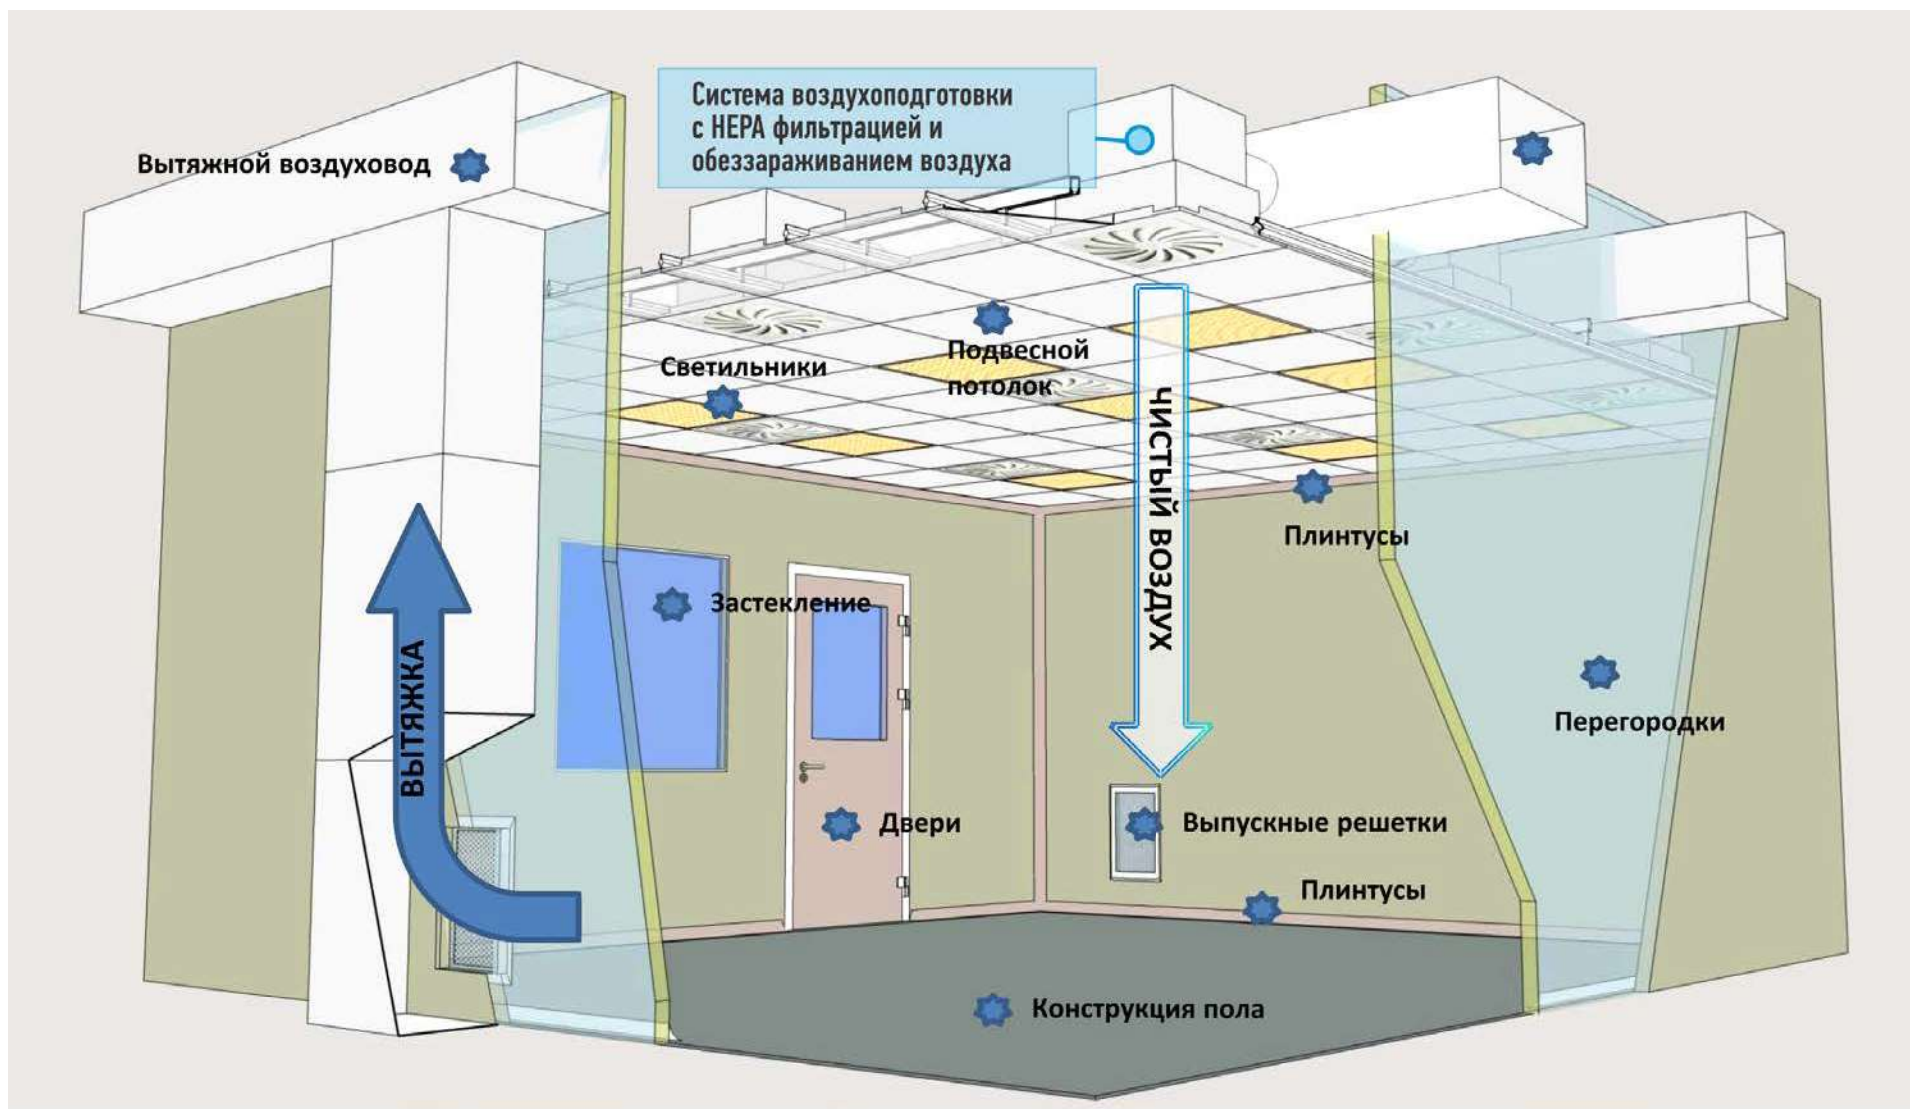 Система воздухоподготовки
с HEPA фильтрацией и
обеззараживанием воздуха
Вытяжной воздуховод
Подвесной
потолок
Светильники
ЧИСТЫЙ ВОЗДУХ
Плинтусы
Застекление
ВЫТЯЖКА
Перегородки
Двери
Выпускные решетки
Плинтусы
Конструкция пола